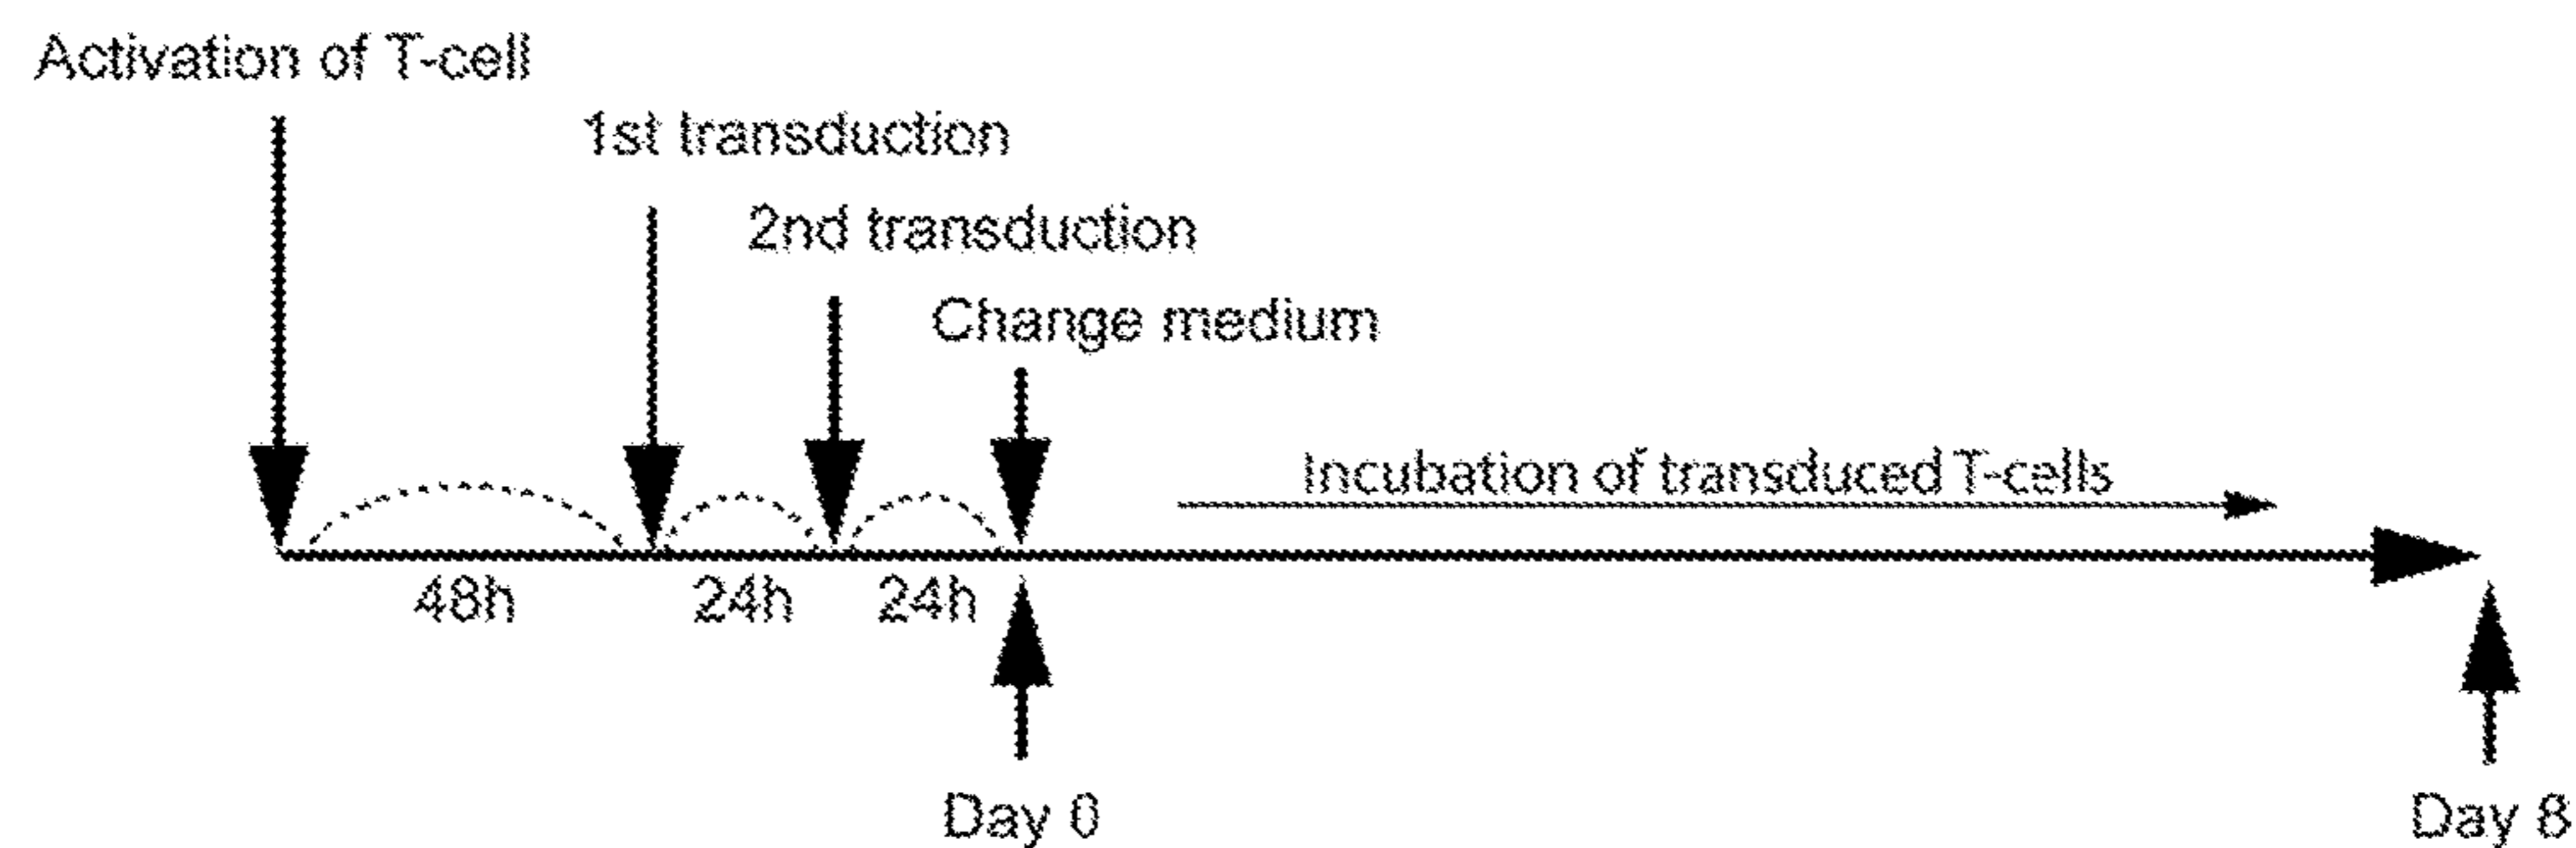 Activation of T-cell
1st transduction
2nd transduction
Change medium
Incubation of transduced T-cells
48h 24h 24h
Day 0 Day 8